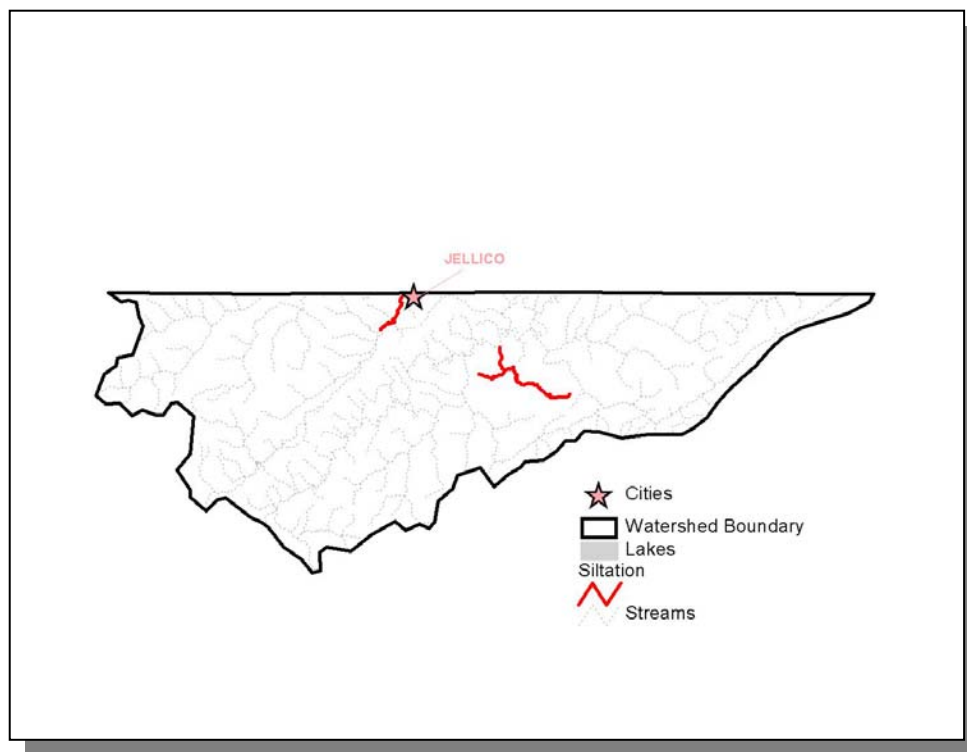 JELLICO
Cities
Watershed Boundary
Lakes
Siltation
Streams